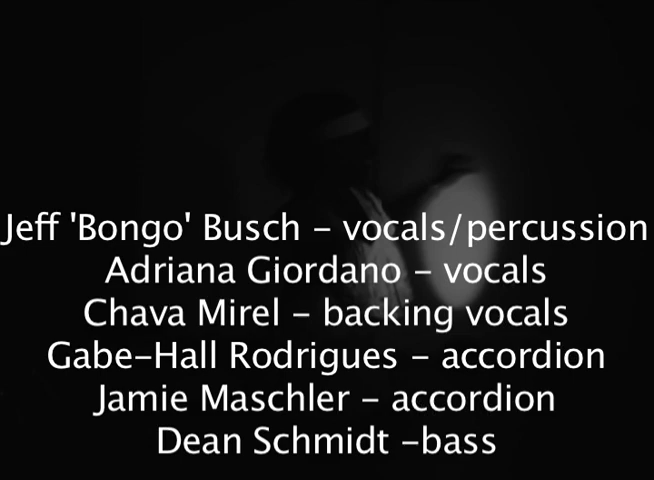 Jeff 'Bongo' Busch – vocals/percussion
Adriana Giordano – vocals
Chava Mirel – backing vocals
Gabe–Hall Rodrigues – accordion
Jamie Maschler – accordion
Dean Schmidt –bass